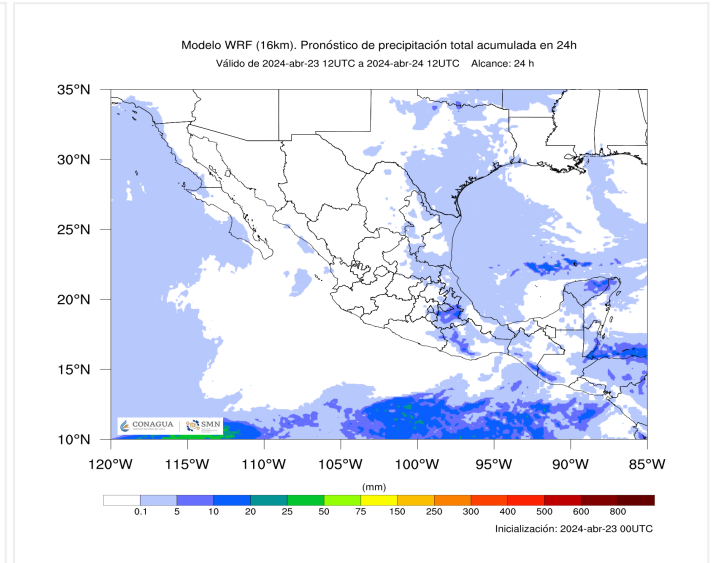 Modelo WRF (16km). Pronóstico de precipitación total acumulada en 24h
Válido de 2024-abr-23 12UTC a 2024-abr-24 12UTC Alcance: 24 h
35°N
30°N
25°N
20°N
15°N
10°N
CONAGUA
SMN
120°W 115°W 110°W 105°W 100°W 95°W 90°W 85°W
(mm)
0.1 5 10 20 25 50 75 150 250 300 400 500 600 800
Inicialización: 2024-abr-23 00UTC